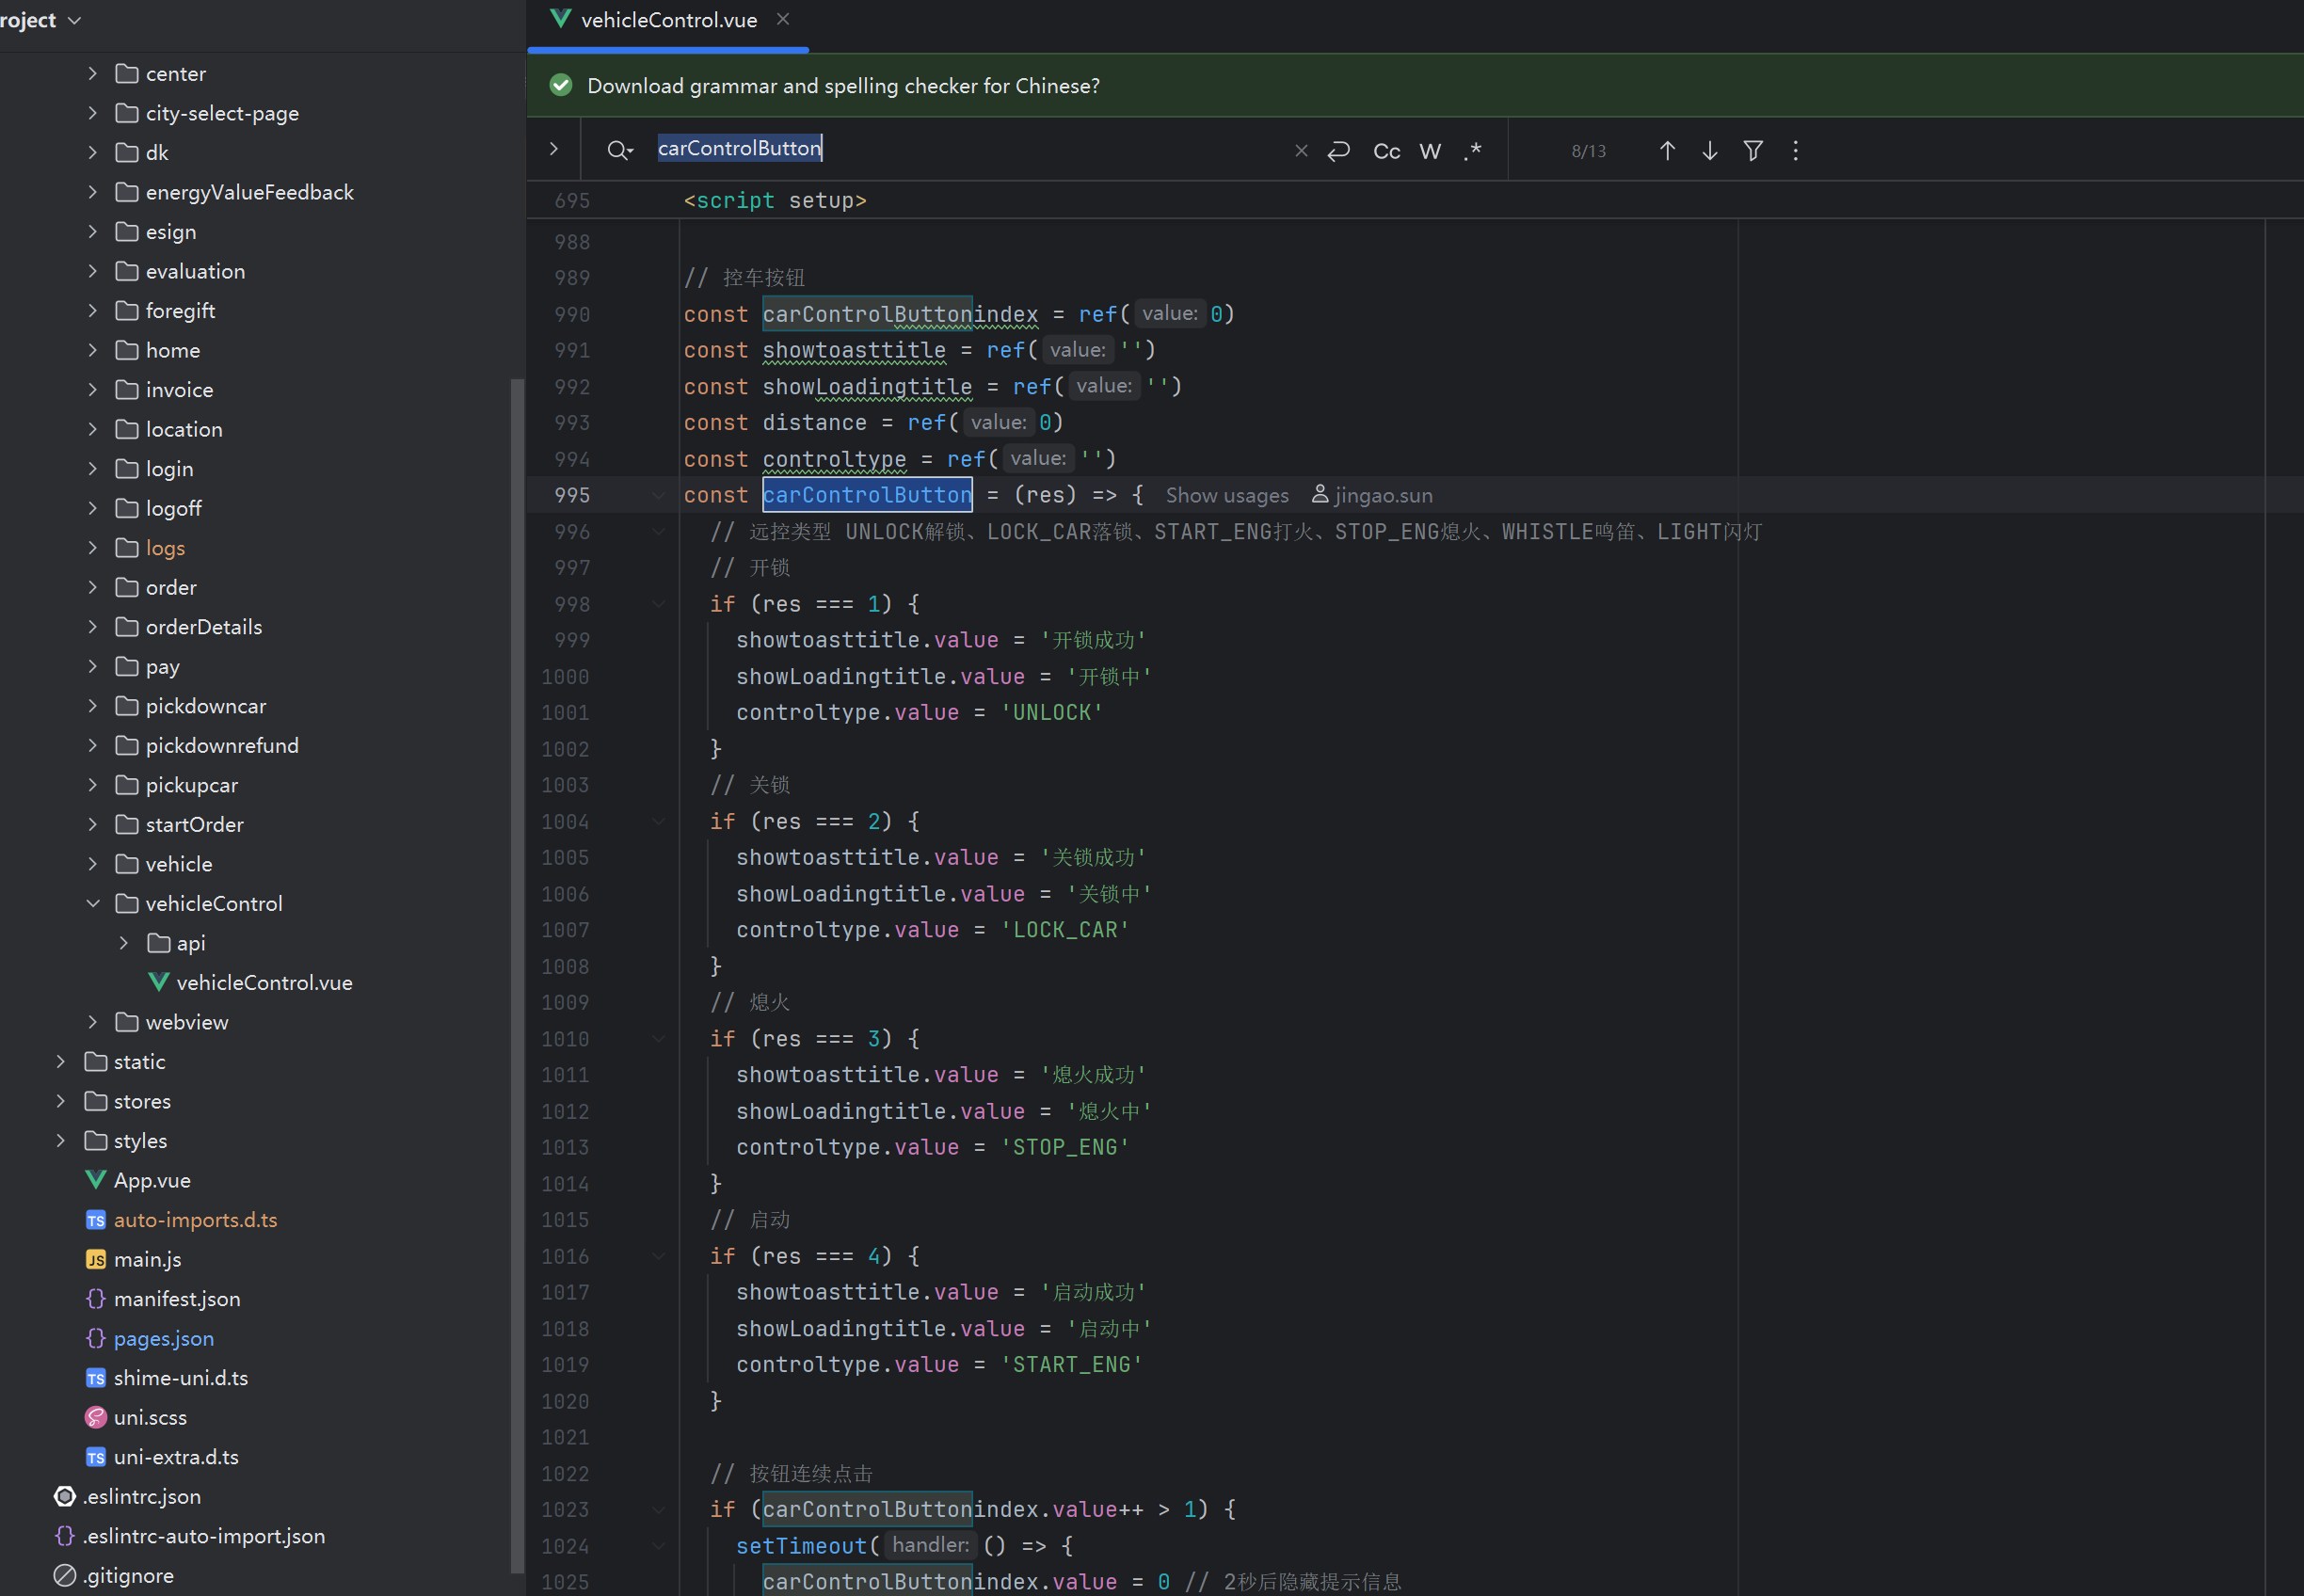 roject
center
city-select-page
dk
energyValueFeedback
esign
evaluation
foregift
home
invoice
location
login
logoff
logs
order
orderDetails
pay
pickdowncar
pickdownrefund
pickupcar
startOrder
vehicle
vehicleControl
api
vehicleControl.vue
webview
static
stores
styles
App.vue
TS auto-imports.d.ts
JS main.js
{} manifest.json
{} pages.json
TS shime-uni.d.ts
uni.scss
TS uni-extra.d.ts
.eslintrc.json
{} .eslintrc-auto-import.json
.gitignore
vehicleControl.vue
Download grammar and spelling checker for Chinese?
carControlButton Cc W .* 8/13
695 <script setup>
988
989 // 控车按钮
990 const carControlButtonindex = ref( value: 0)
991 const showtoasttitle = ref( value: '')
992 const showLoadingtitle = ref( value: '')
993 const distance = ref( value: 0)
994 const controltype = ref( value: '')
995 const carControlButton = (res) => { Show usages jingao.sun
996 // 远控类型 UNLOCK解锁、LOCK_CAR落锁、START_ENG打火、STOP_ENG熄火、WHISTLE鸣笛、LIGHT闪灯
997 // 开锁
998 if (res === 1) {
999 showtoasttitle.value = '开锁成功'
1000 showLoadingtitle.value = '开锁中'
1001 controltype.value = 'UNLOCK'
1002 }
1003 // 关锁
1004 if (res === 2) {
1005 showtoasttitle.value = '关锁成功'
1006 showLoadingtitle.value = '关锁中'
1007 controltype.value = 'LOCK_CAR'
1008 }
1009 // 熄火
1010 if (res === 3) {
1011 showtoasttitle.value = '熄火成功'
1012 showLoadingtitle.value = '熄火中'
1013 controltype.value = 'STOP_ENG'
1014 }
1015 // 启动
1016 if (res === 4) {
1017 showtoasttitle.value = '启动成功'
1018 showLoadingtitle.value = '启动中'
1019 controltype.value = 'START_ENG'
1020 }
1021
1022 // 按钮连续点击
1023 if (carControlButtonindex.value++ > 1) {
1024 setTimeout( handler: () => {
1025 carControlButtonindex.value = 0 // 2秒后隐藏提示信息